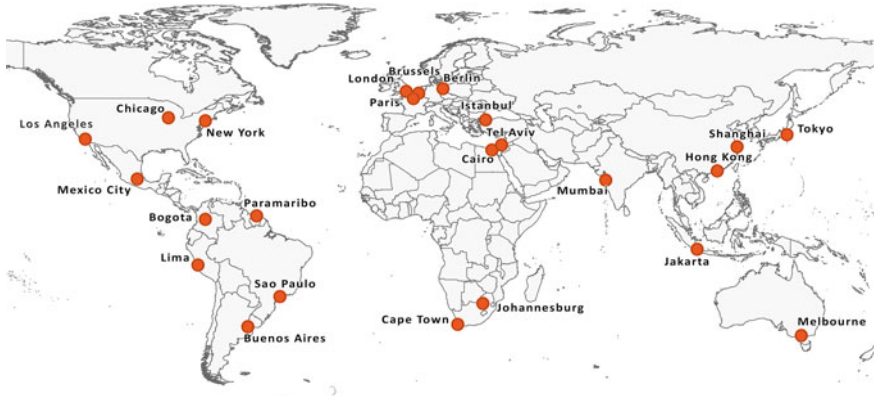 Brussels
London
Berlin
Paris
Chicago
Istanbul
Los Angeles
New York
Tel Aviv
Shanghai
Tokyo
Cairo
Hong Kong
Mexico City
Mumbai
Paramaribo
Bogota
Lima
Jakarta
Sao Paulo
Johannesburg
Cape Town
Melbourne
Buenos Aires